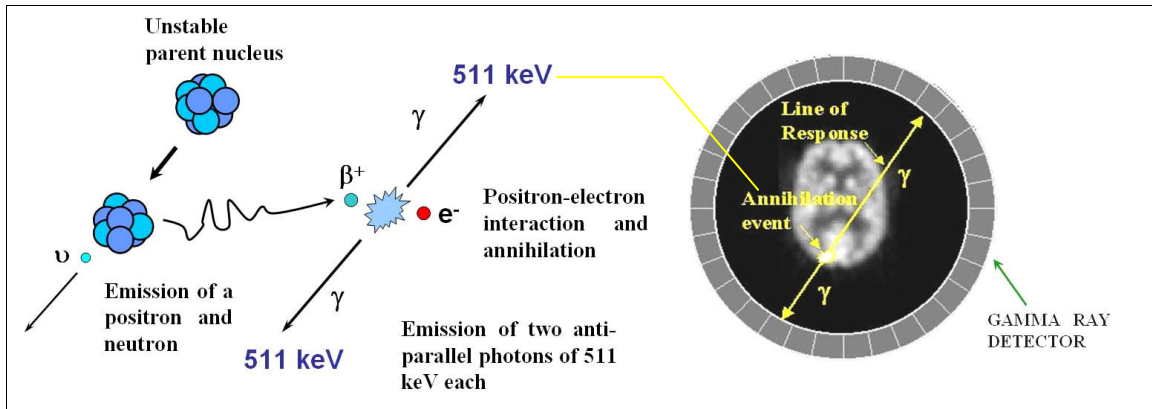 Unstable
parent nucleus
511 keV
γ
β+
e-
Positron-electron
interaction and
annihilation
υ
Emission of a
positron and
neutron
γ
511 keV
Emission of two anti-
parallel photons of 511
keV each
Line of
Response
γ
Annihilation
event
γ
GAMMA RAY
DETECTOR